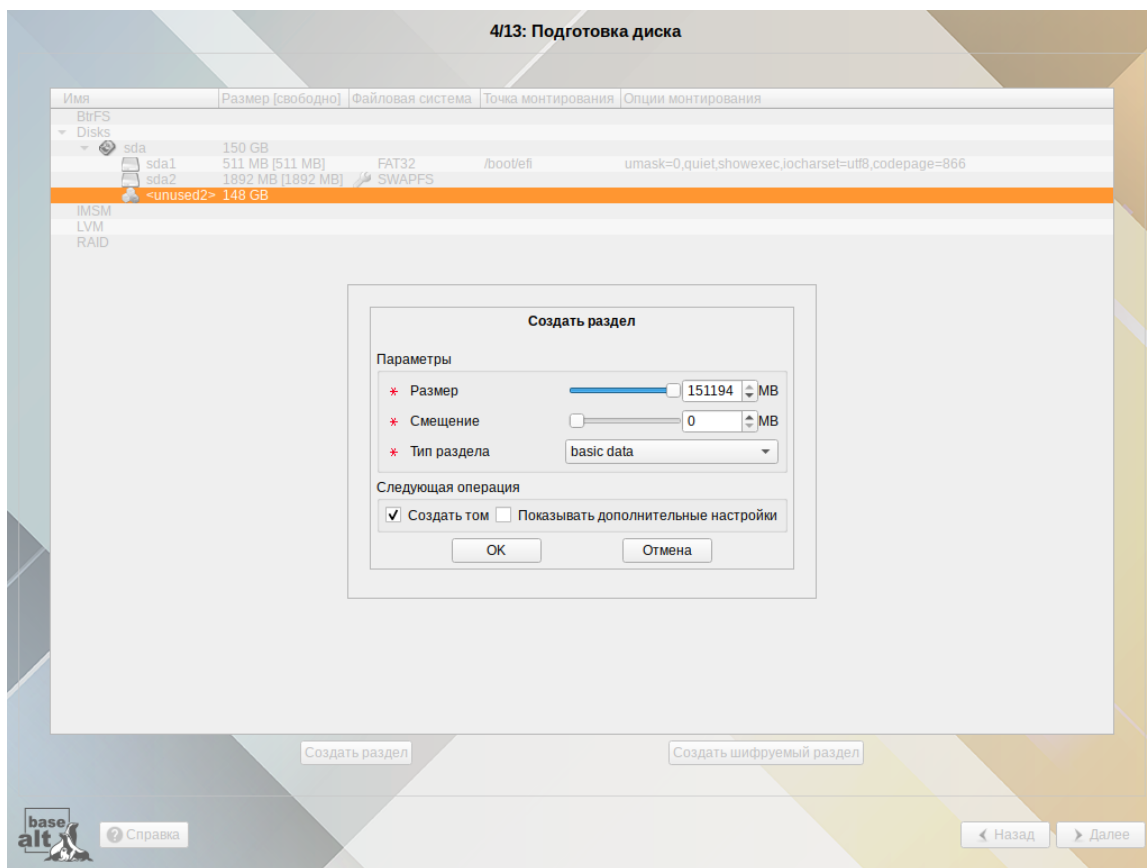 4/13: Подготовка диска
Имя Размер [свободно] Файловая система Точка монтирования Опции монтирования
BtrFS
Disks
sda 150 GB
sda1 511 MB [511 MB] FAT32 /boot/efi umask=0,quiet,showexec,iocharset=utf8,codepage=866
sda2 1892 MB [1892 MB] SWAPFS
<unused2> 148 GB
IMSM
LVM
RAID
Создать раздел
Параметры
* Размер 151194 MB
* Смещение 0 MB
* Тип раздела basic data
Следующая операция
Создать том Показывать дополнительные настройки
OK Отмена
Создать раздел Создать шифруемый раздел
base alt
Справка Назад Далее